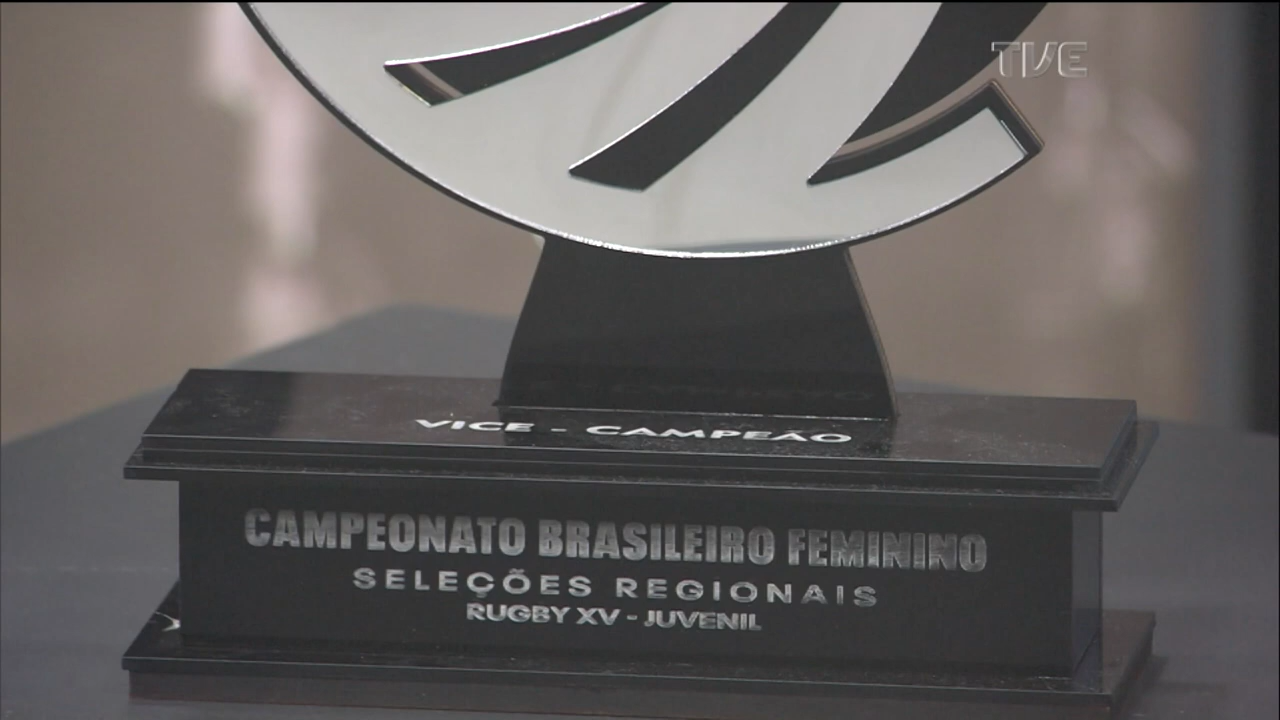 TVE
VICE - CAMPEÃO
CAMPEONATO BRASILEIRO FEMININO
SELEÇÕES REGIONAIS
RUGBY XV - JUVENIL